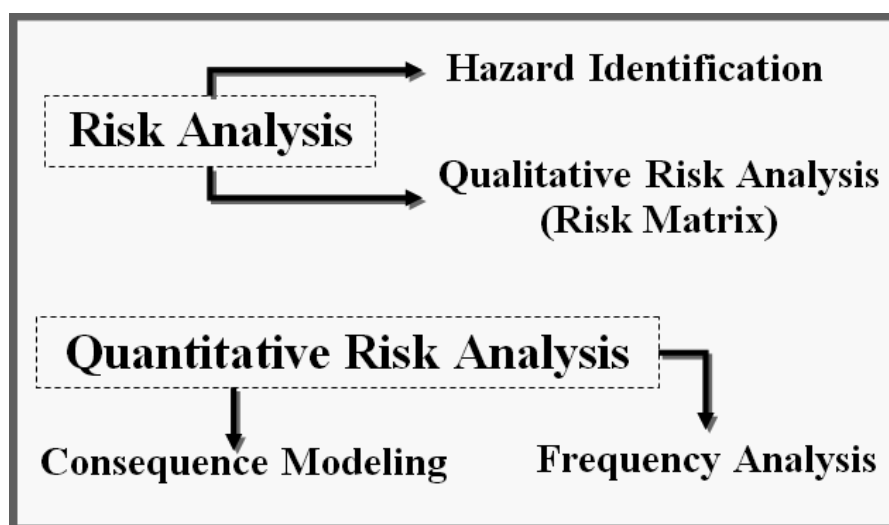 Hazard Identification
Risk Analysis
Qualitative Risk Analysis
(Risk Matrix)
Quantitative Risk Analysis
Consequence Modeling
Frequency Analysis